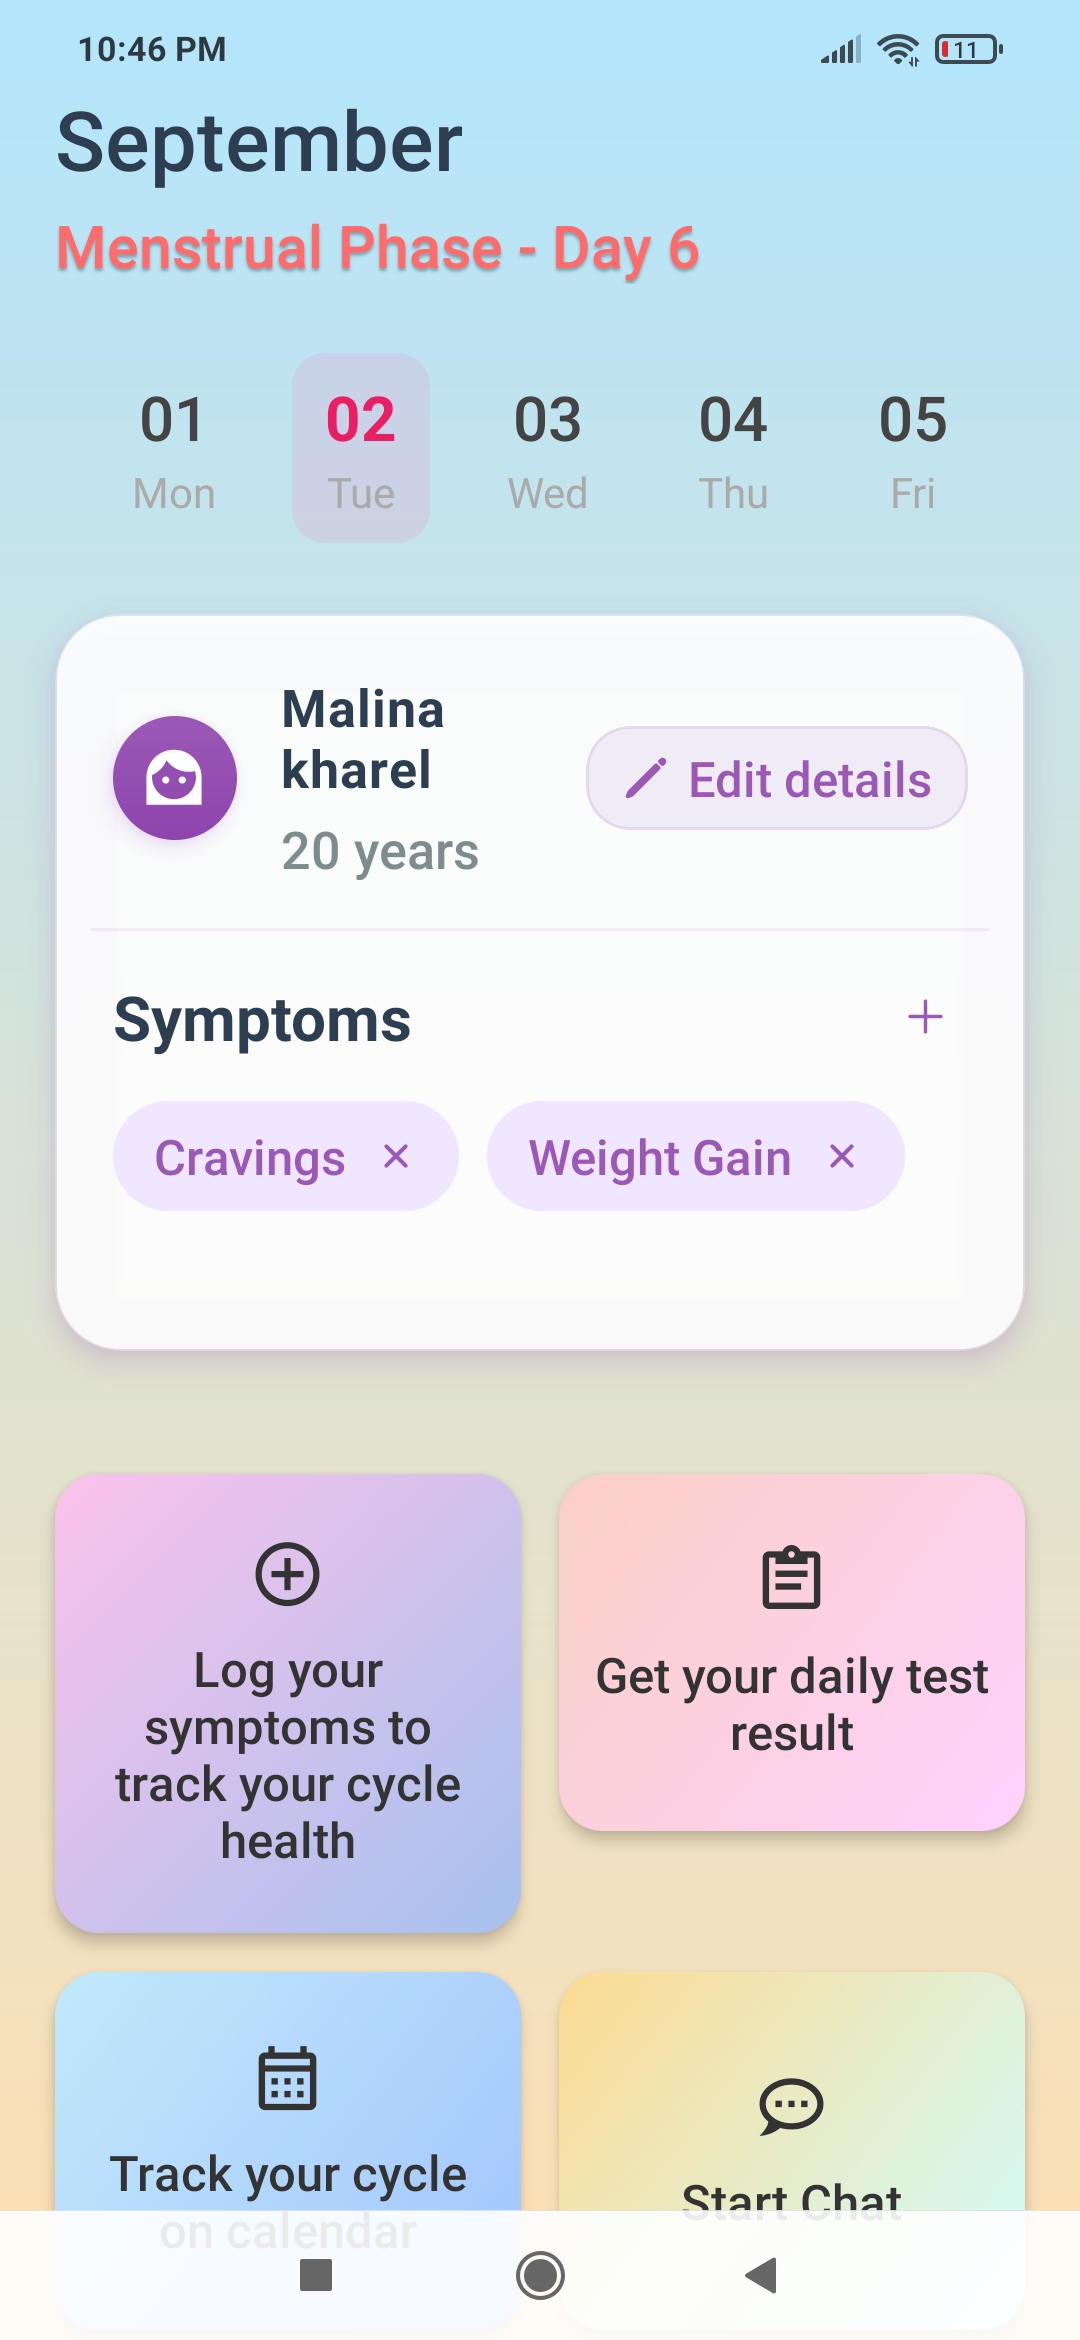 10:46 PM
11
September
Menstrual Phase - Day 6
01 02 03 04 05
Mon Tue Wed Thu Fri
Malina
kharel
20 years
Edit details
Symptoms
Cravings
Weight Gain
Log your
symptoms to
track your cycle
health
Get your daily test
result
Track your cycle
on calendar
Start Chat